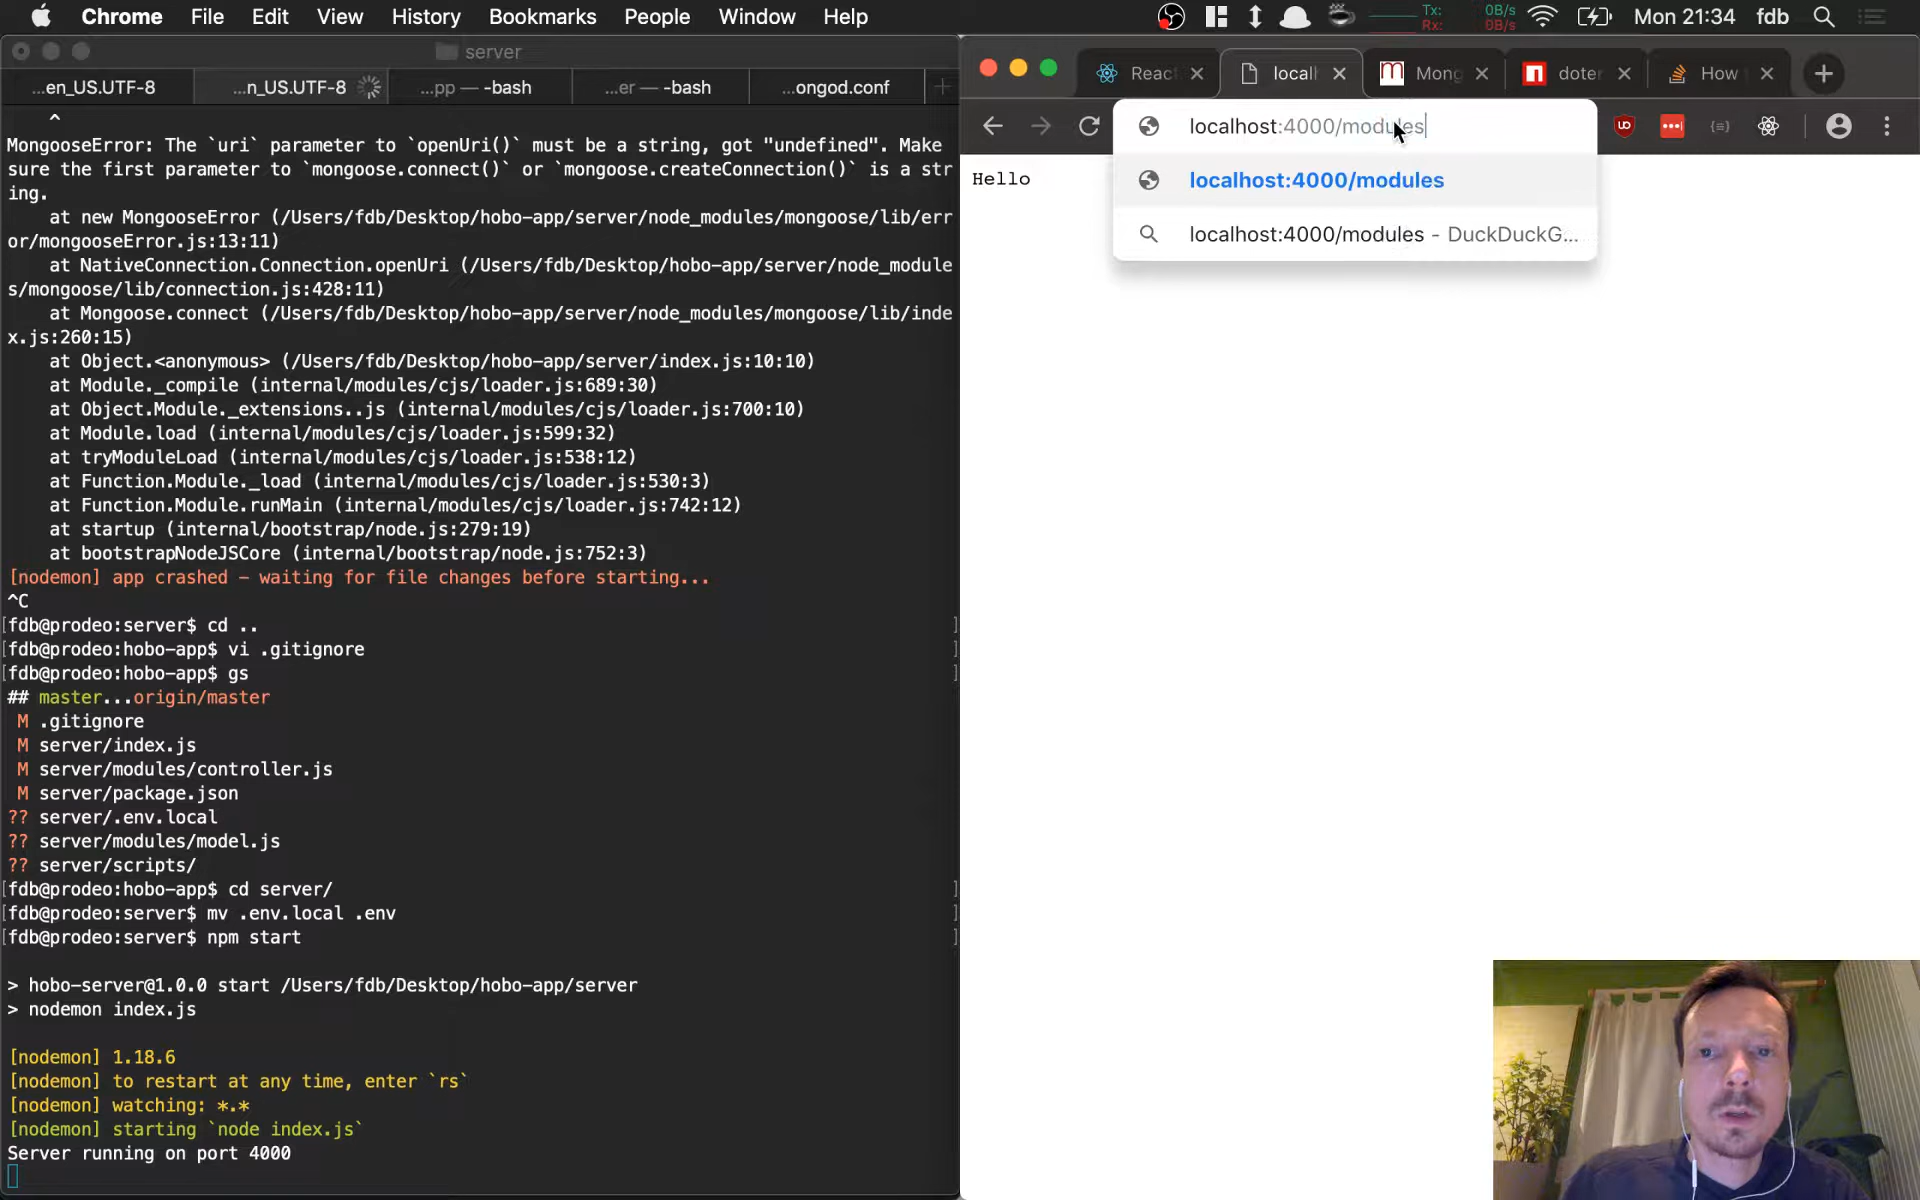 Chrome File Edit View History Bookmarks People Window Help
Tx: 0B/s
Rx: 0B/s
Mon 21:34 fdb
server
...en_US.UTF-8 ...n_US.UTF-8 ...pp — -bash ...er — -bash ...ongod.conf
^
MongooseError: The `uri` parameter to `openUri()` must be a string, got "undefined". Make
sure the first parameter to `mongoose.connect()` or `mongoose.createConnection()` is a str
ing.
at new MongooseError (/Users/fdb/Desktop/hobo-app/server/node_modules/mongoose/lib/err
or/mongooseError.js:13:11)
at NativeConnection.Connection.openUri (/Users/fdb/Desktop/hobo-app/server/node_module
s/mongoose/lib/connection.js:428:11)
at Mongoose.connect (/Users/fdb/Desktop/hobo-app/server/node_modules/mongoose/lib/inde
x.js:260:15)
at Object.<anonymous> (/Users/fdb/Desktop/hobo-app/server/index.js:10:10)
at Module._compile (internal/modules/cjs/loader.js:689:30)
at Object.Module._extensions..js (internal/modules/cjs/loader.js:700:10)
at Module.load (internal/modules/cjs/loader.js:599:32)
at tryModuleLoad (internal/modules/cjs/loader.js:538:12)
at Function.Module._load (internal/modules/cjs/loader.js:530:3)
at Function.Module.runMain (internal/modules/cjs/loader.js:742:12)
at startup (internal/bootstrap/node.js:279:19)
at bootstrapNodeJSCore (internal/bootstrap/node.js:752:3)
[nodemon] app crashed - waiting for file changes before starting...
^C
[fdb@prodeo:server$ cd ..
[fdb@prodeo:hobo-app$ vi .gitignore
[fdb@prodeo:hobo-app$ gs
## master...origin/master
M .gitignore
M server/index.js
M server/modules/controller.js
M server/package.json
?? server/.env.local
?? server/modules/model.js
?? server/scripts/
[fdb@prodeo:hobo-app$ cd server/
[fdb@prodeo:server$ mv .env.local .env
[fdb@prodeo:server$ npm start
> hobo-server@1.0.0 start /Users/fdb/Desktop/hobo-app/server
> nodemon index.js
[nodemon] 1.18.6
[nodemon] to restart at any time, enter `rs`
[nodemon] watching: *.*
[nodemon] starting `node index.js`
Server running on port 4000
React locall Mong doten How
localhost:4000/modules
localhost:4000/modules
localhost:4000/modules - DuckDuckG...
Hello